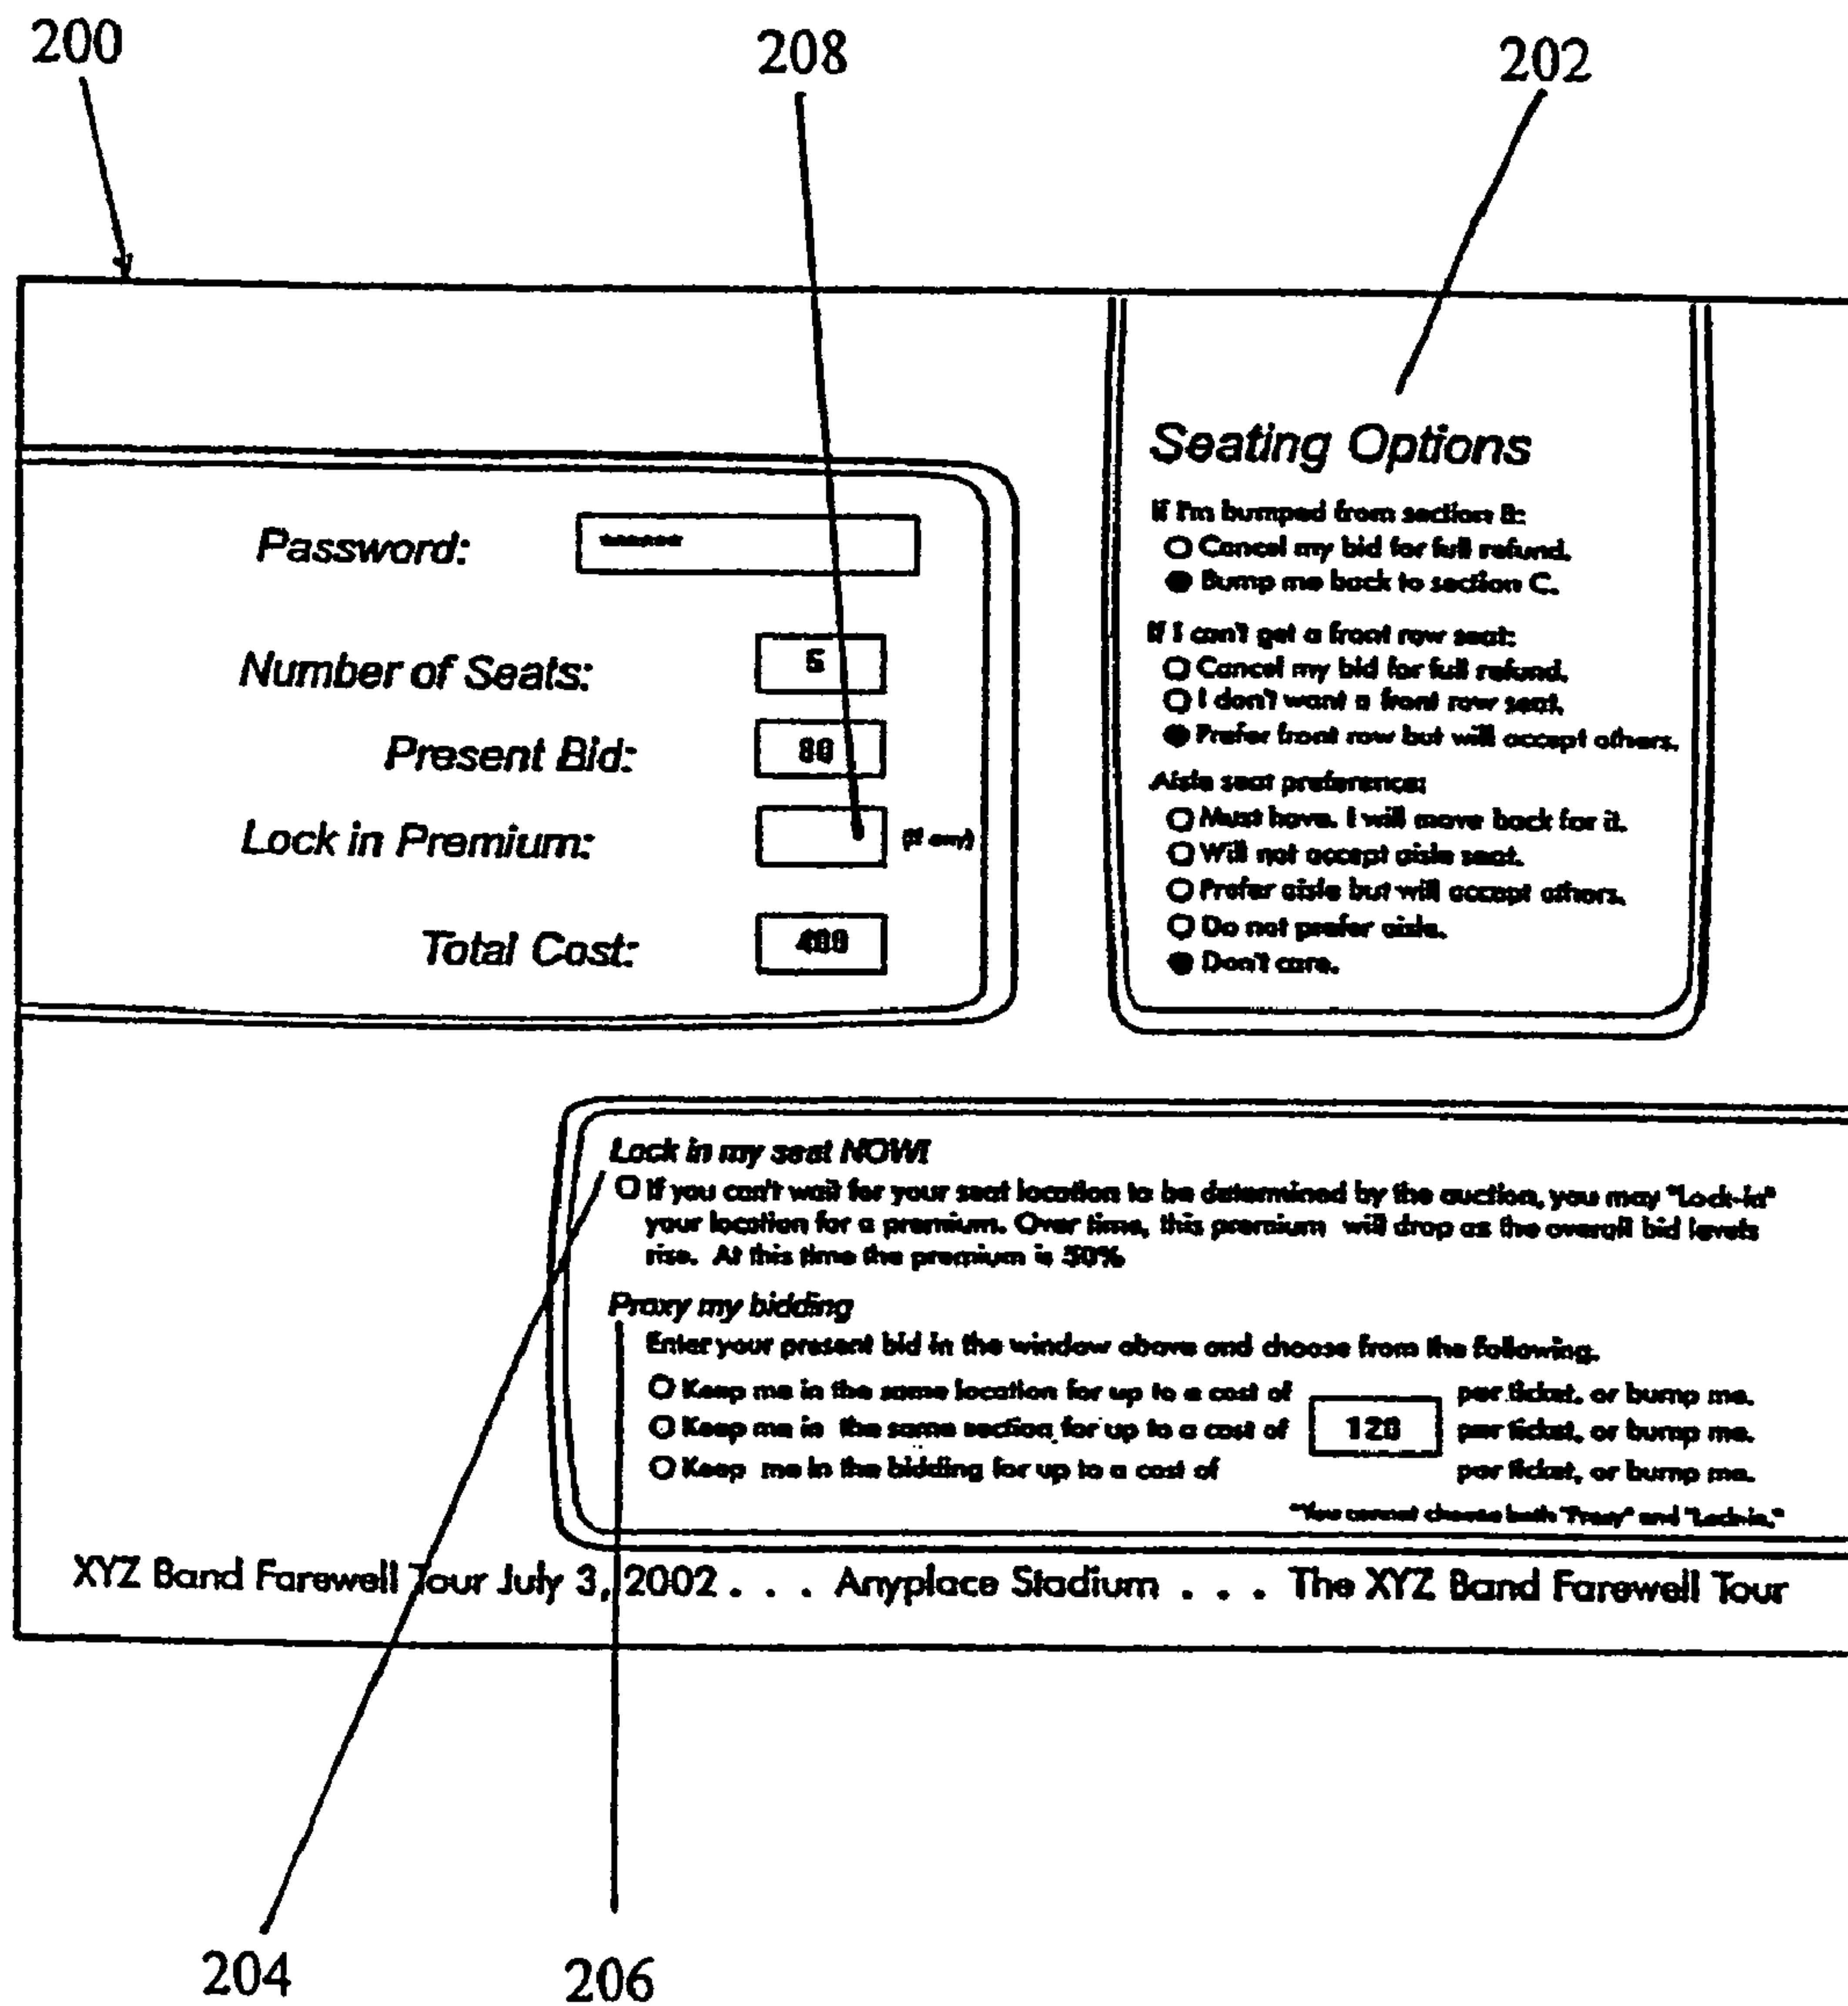 200
208
202
Seating Options
If I'm bumped from section B:
Cancel my bid for full refund.
Bump me back to section C.
If I can't get a front row seat:
Cancel my bid for full refund.
I don't want a front row seat.
Prefer front row but will accept others.
Aisle seat preference:
Must have. I will move back for it.
Will not accept aisle seat.
Prefer aisle but will accept others.
Do not prefer aisle.
Don't care.
Password:
Number of Seats: 5
Present Bid: 80
Lock in Premium: (if any)
Total Cost: 400
Lock in my seat NOW!
If you can't wait for your seat location to be determined by the auction, you may "Lock-in"
your location for a premium. Over time, this premium will drop as the overall bid levels
rise. At this time the premium is 50%
Proxy my bidding
Enter your present bid in the window above and choose from the following.
Keep me in the same location for up to a cost of per ticket, or bump me.
Keep me in the same section for up to a cost of 120 per ticket, or bump me.
Keep me in the bidding for up to a cost of per ticket, or bump me.
"You cannot choose both "Proxy" and "Lock-in."
XYZ Band Farewell Tour July 3, 2002 . . . Anyplace Stadium . . . The XYZ Band Farewell Tour
204
206